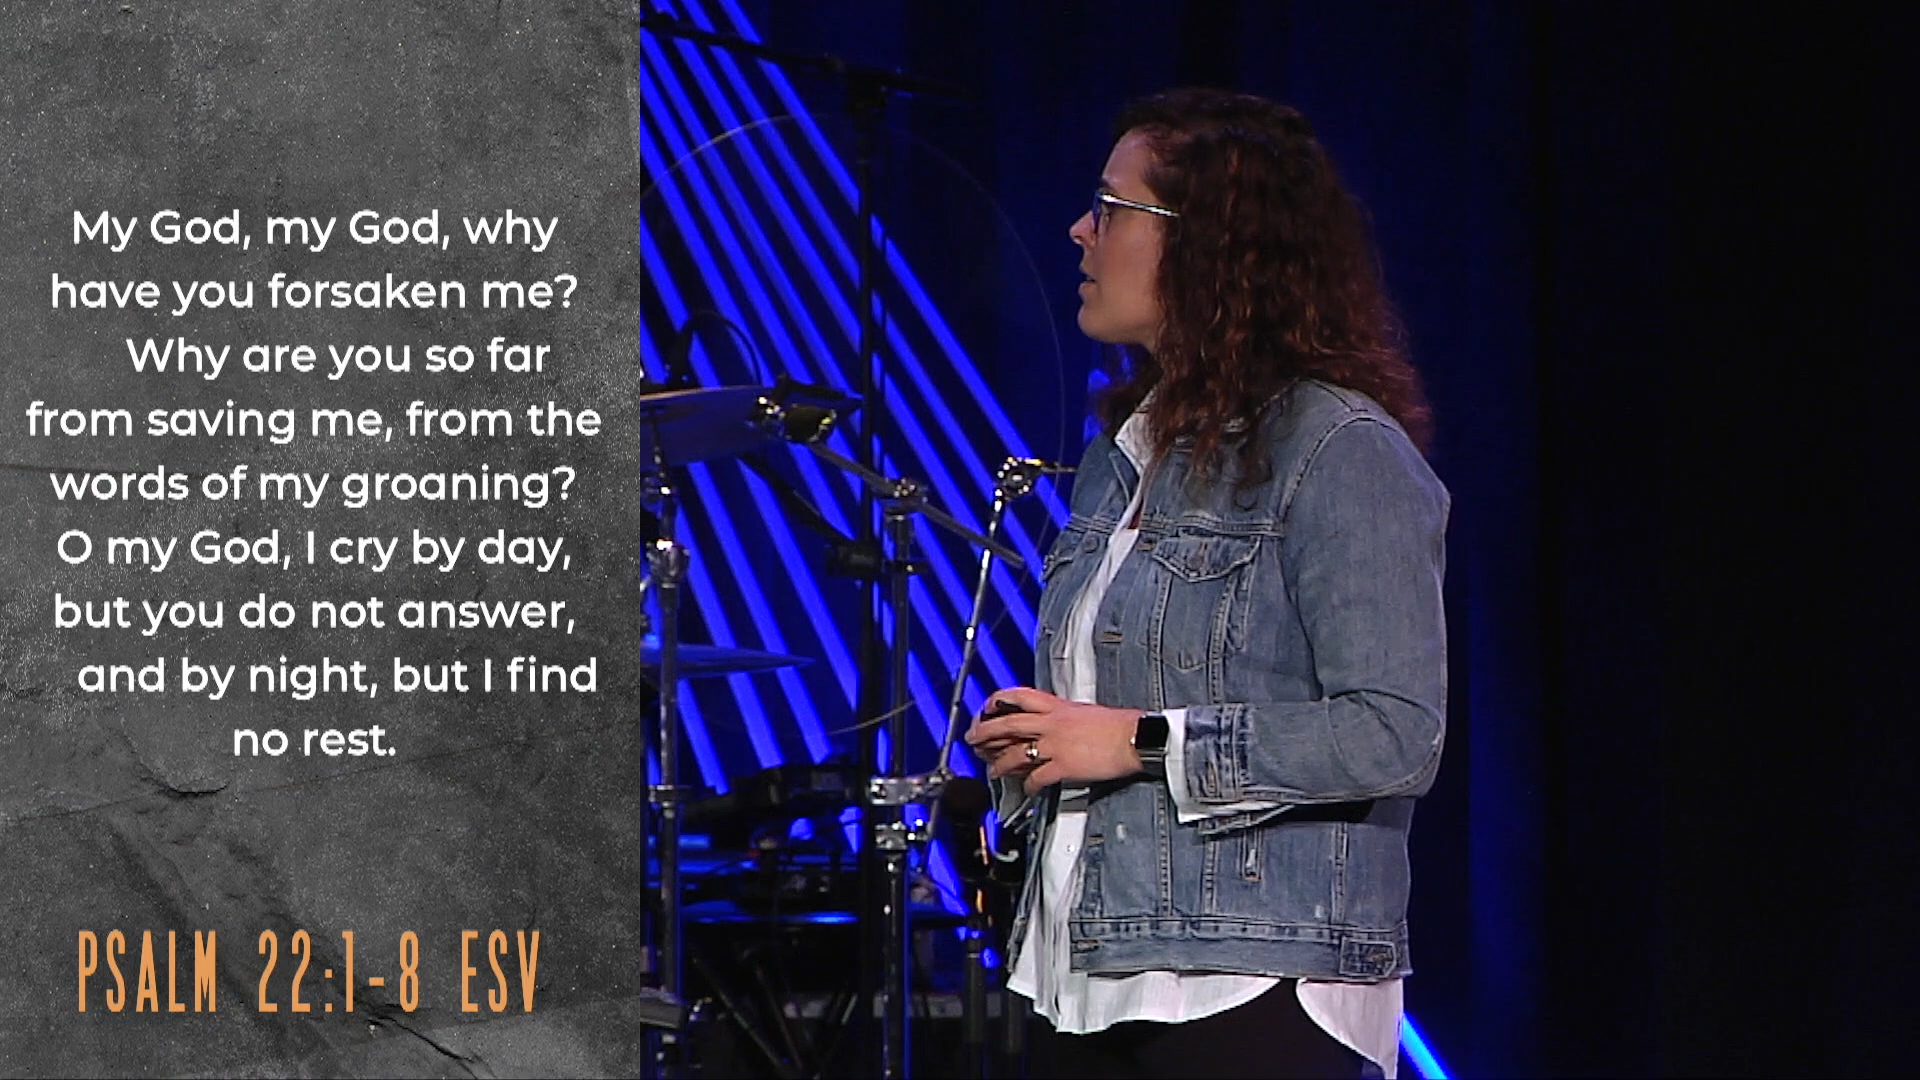 My God, my God, why
have you forsaken me?
Why are you so far
from saving me, from the
words of my groaning?
O my God, I cry by day,
but you do not answer,
and by night, but I find
no rest.
PSALM 22:1-8 ESV